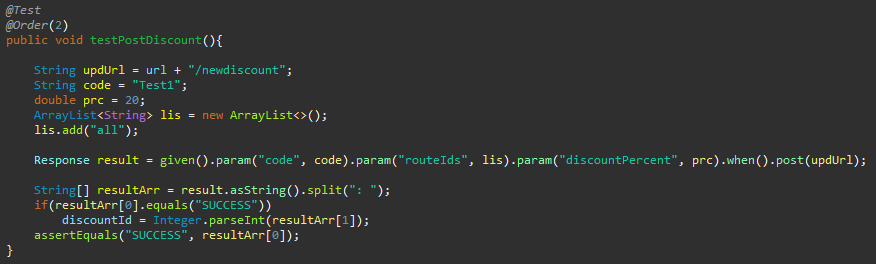 @Test
@Order(2)
public void testPostDiscount(){
String updUrl = url + "/newdiscount";
String code = "Test1";
double prc = 20;
ArrayList<String> lis = new ArrayList<>();
lis.add("all");
Response result = given().param("code", code).param("routeIds", lis).param("discountPercent", prc).when().post(updUrl);
String[] resultArr = result.asString().split(": ");
if(resultArr[0].equals("SUCCESS"))
discountId = Integer.parseInt(resultArr[1]);
assertEquals("SUCCESS", resultArr[0]);
}